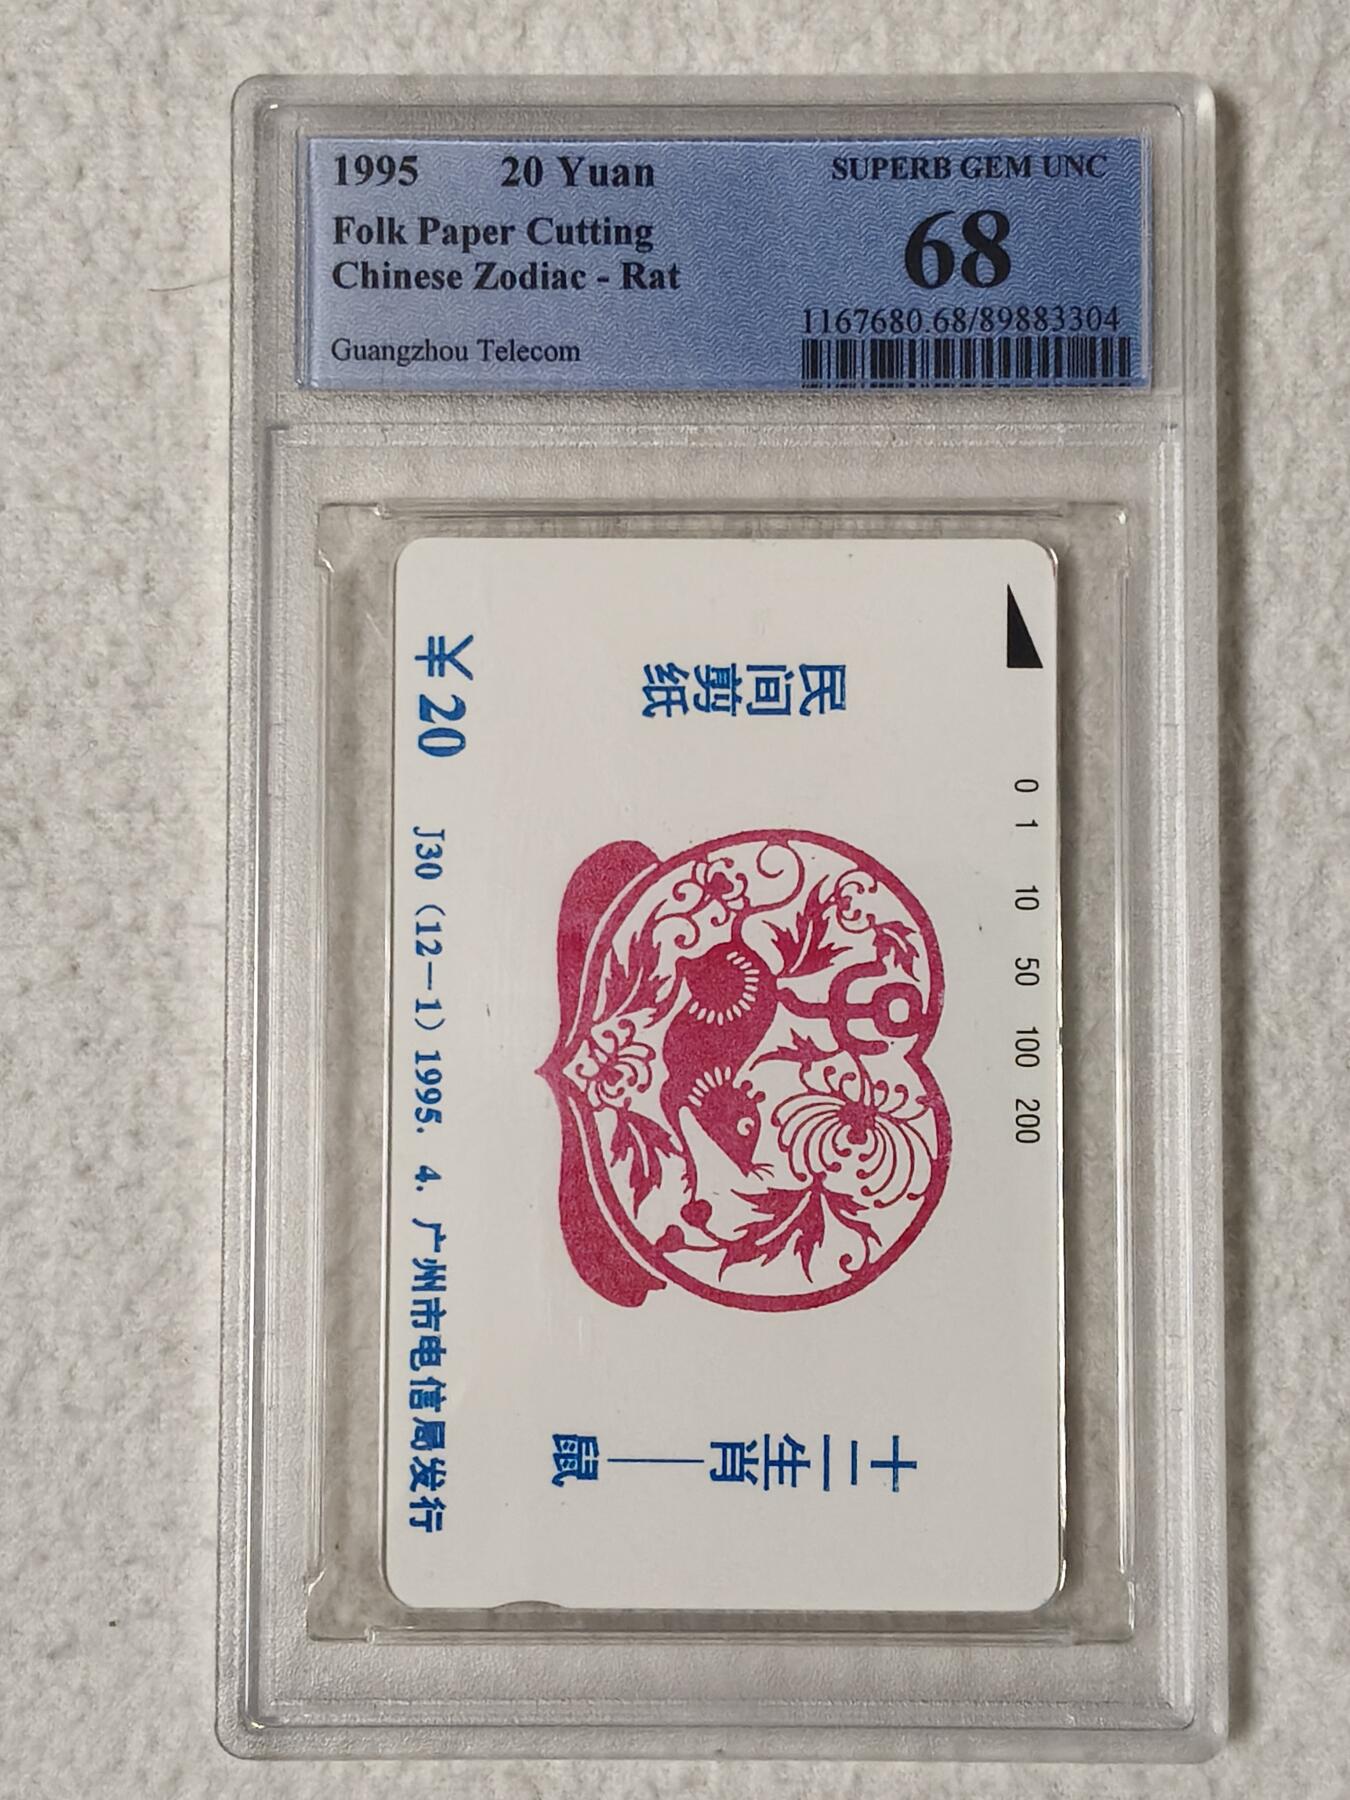 1995 20 Yuan
SUPERB GEM UNC
Folk Paper Cutting
68
Chinese Zodiac - Rat
1167680.68/89883304
Guangzhou Telecom
0 1 10 50 100 200
民间剪纸
十二生肖——鼠
¥20 J30（12—1）1995. 4. 广州市电信局发行